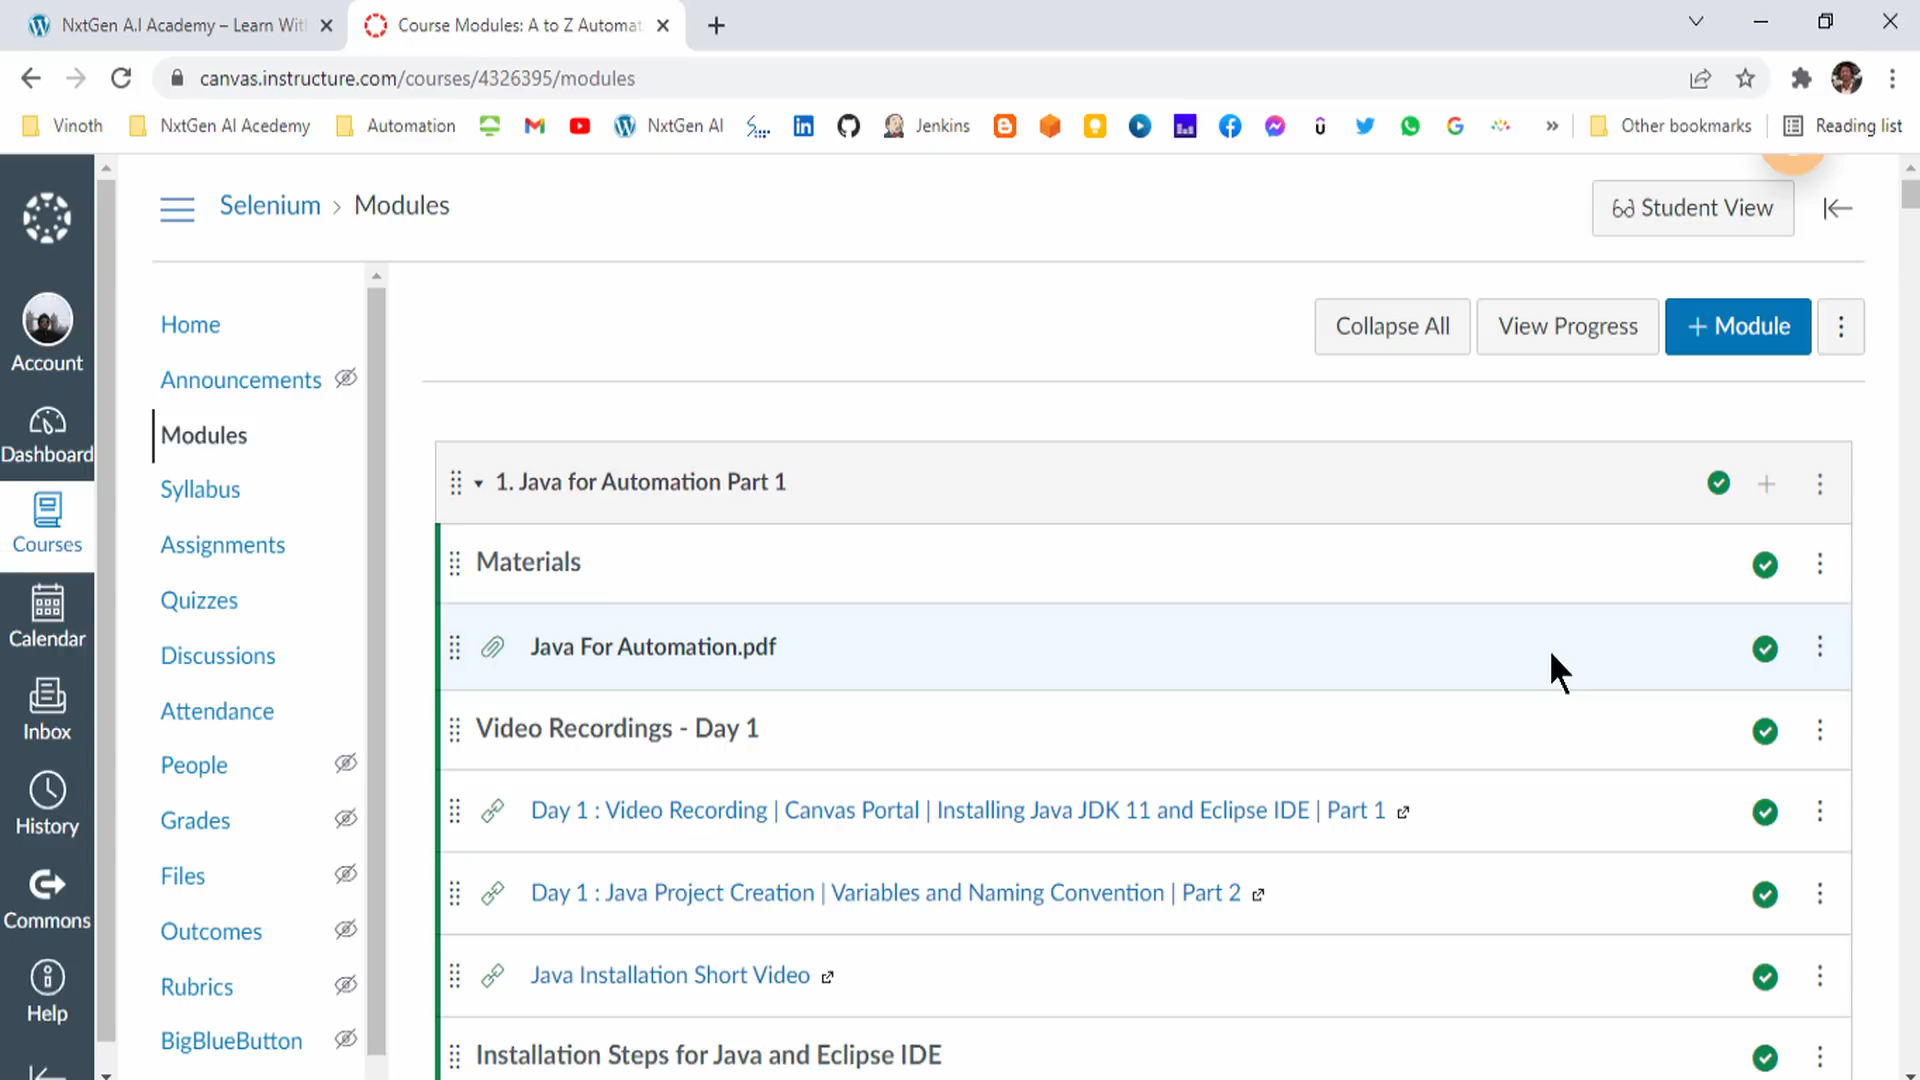 NxtGen A.I Academy – Learn Wit
Course Modules: A to Z Automat
canvas.instructure.com/courses/4326395/modules
Vinoth
NxtGen AI Acedemy
Automation
NxtGen AI
Jenkins
Other bookmarks
Reading list
Selenium › Modules
Student View
Account
Dashboard
Courses
Calendar
Inbox
History
Commons
Help
Home
Announcements
Modules
Syllabus
Assignments
Quizzes
Discussions
Attendance
People
Grades
Files
Outcomes
Rubrics
BigBlueButton
Collapse All
View Progress
+ Module
1. Java for Automation Part 1
Materials
Java For Automation.pdf
Video Recordings - Day 1
Day 1 : Video Recording | Canvas Portal | Installing Java JDK 11 and Eclipse IDE | Part 1
Day 1 : Java Project Creation | Variables and Naming Convention | Part 2
Java Installation Short Video
Installation Steps for Java and Eclipse IDE